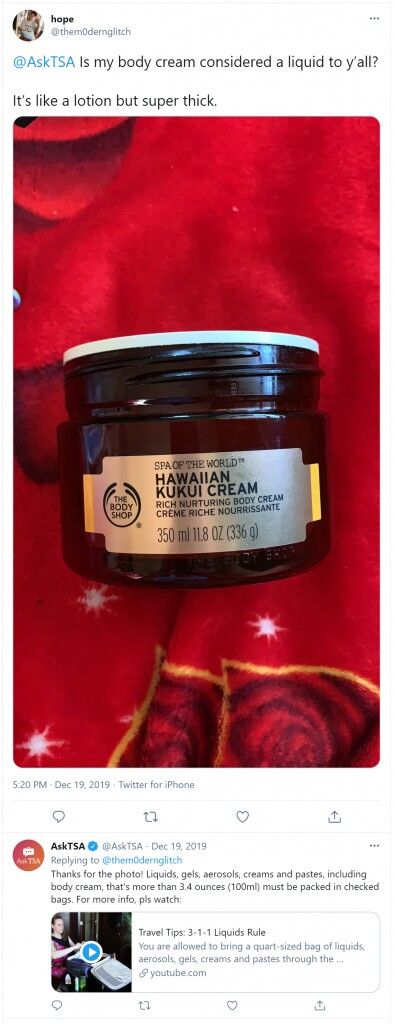 hope
@them0dernglitch
@AskTSA Is my body cream considered a liquid to y'all?
It's like a lotion but super thick.
SPA OF THE WORLD™
HAWAIIAN
KUKUI CREAM
RICH NURTURING BODY CREAM
CRÈME RICHE NOURRISSANTE
350 ml 11.8 OZ (336 g)
THE
BODY
SHOP®
5:20 PM · Dec 19, 2019 · Twitter for iPhone
AskTSA @AskTSA · Dec 19, 2019
Replying to @them0dernglitch
Thanks for the photo! Liquids, gels, aerosols, creams and pastes, including
body cream, that's more than 3.4 ounces (100ml) must be packed in checked
bags. For more info, pls watch:
Ask TSA
Travel Tips: 3-1-1 Liquids Rule
You are allowed to bring a quart-sized bag of liquids,
aerosols, gels, creams and pastes through the ...
youtube.com